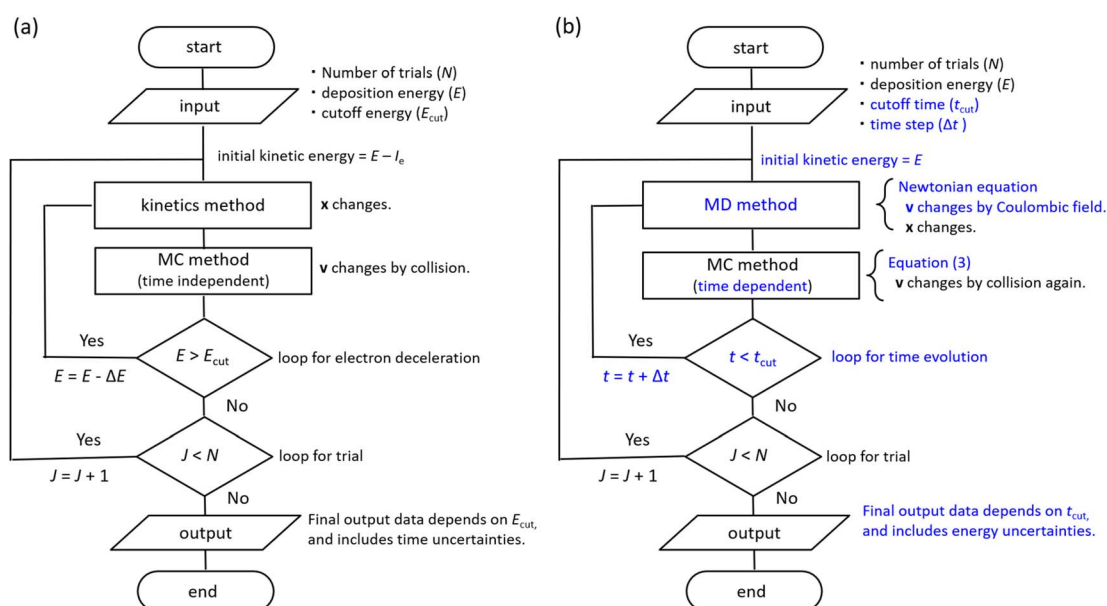 (a)
start
input
・Number of trials (N)
・deposition energy (E)
・cutoff energy (Ecut)
initial kinetic energy = E – Ie
kinetics method
x changes.
MC method
(time independent)
v changes by collision.
Yes
E > Ecut
loop for electron deceleration
E = E - ΔE
No
Yes
J < N
loop for trial
J = J + 1
No
output
Final output data depends on Ecut,
and includes time uncertainties.
end
(b)
start
input
・number of trials (N)
・deposition energy (E)
・cutoff time (tcut)
・time step (Δt )
initial kinetic energy = E
MD method
Newtonian equation
v changes by Coulombic field.
x changes.
MC method
(time dependent)
Equation (3)
v changes by collision again.
Yes
t < tcut
loop for time evolution
t = t + Δt
No
Yes
J < N
loop for trial
J = J + 1
No
output
Final output data depends on tcut,
and includes energy uncertainties.
end